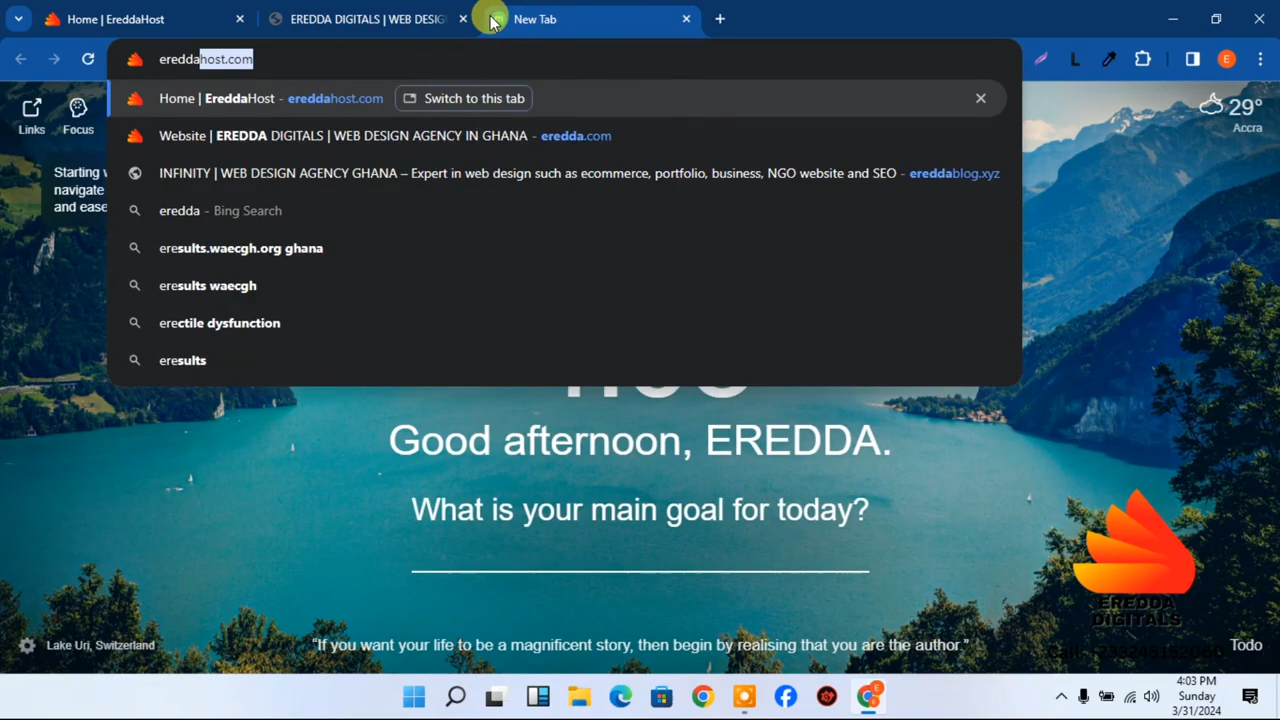 Home | EreddaHost
EREDDA DIGITALS | WEB DESIG
New Tab
ereddahost.com
E
Home | EreddaHost - ereddahost.com
Switch to this tab
Website | EREDDA DIGITALS | WEB DESIGN AGENCY IN GHANA - eredda.com
INFINITY | WEB DESIGN AGENCY GHANA – Expert in web design such as ecommerce, portfolio, business, NGO website and SEO - ereddablog.xyz
eredda - Bing Search
eresults.waecgh.org ghana
eresults waecgh
erectile dysfunction
eresults
Links
Focus
29°
Accra
Starting
navigate
and ease
Good afternoon, EREDDA.
What is your main goal for today?
EREDDA
DIGITALS
Lake Uri, Switzerland
“If you want your life to be a magnificent story, then begin by realising that you are the author.”
Todo
E
4:03 PM
Sunday
3/31/2024